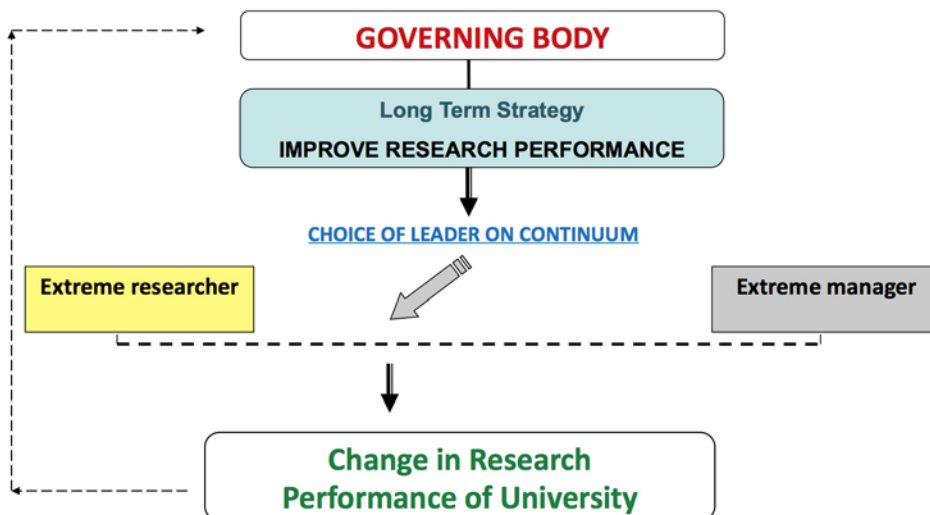 GOVERNING BODY
Long Term Strategy
IMPROVE RESEARCH PERFORMANCE
CHOICE OF LEADER ON CONTINUUM
Extreme researcher
Extreme manager
Change in Research
Performance of University